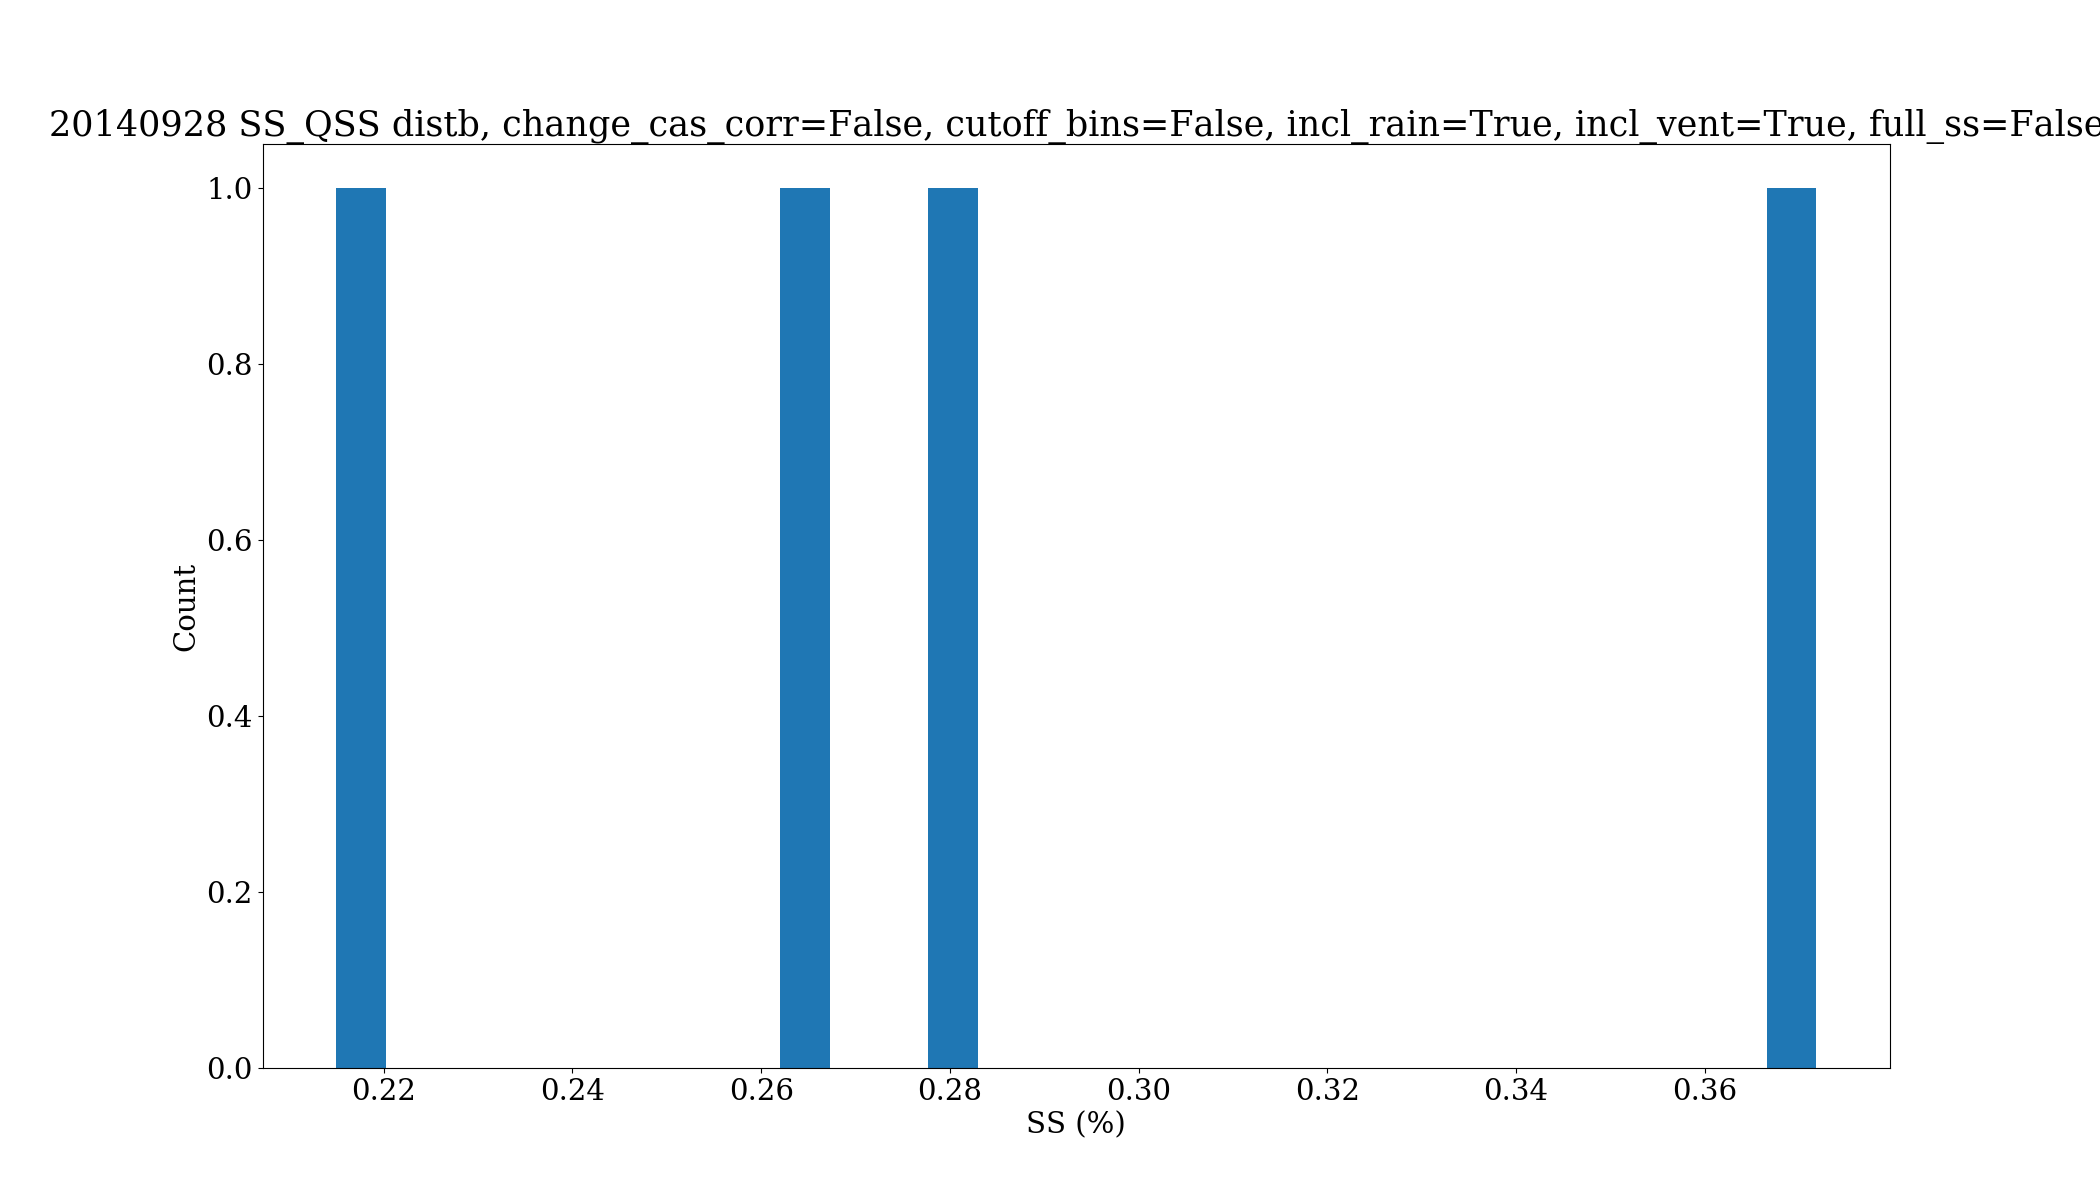 20140928 SS_QSS distb, change_cas_corr=False, cutoff_bins=False, incl_rain=True, incl_vent=True, full_ss=False
1.0
0.8
0.6
0.4
0.2
0.0
Count
0.22 0.24 0.26 0.28 0.30 0.32 0.34 0.36
SS (%)